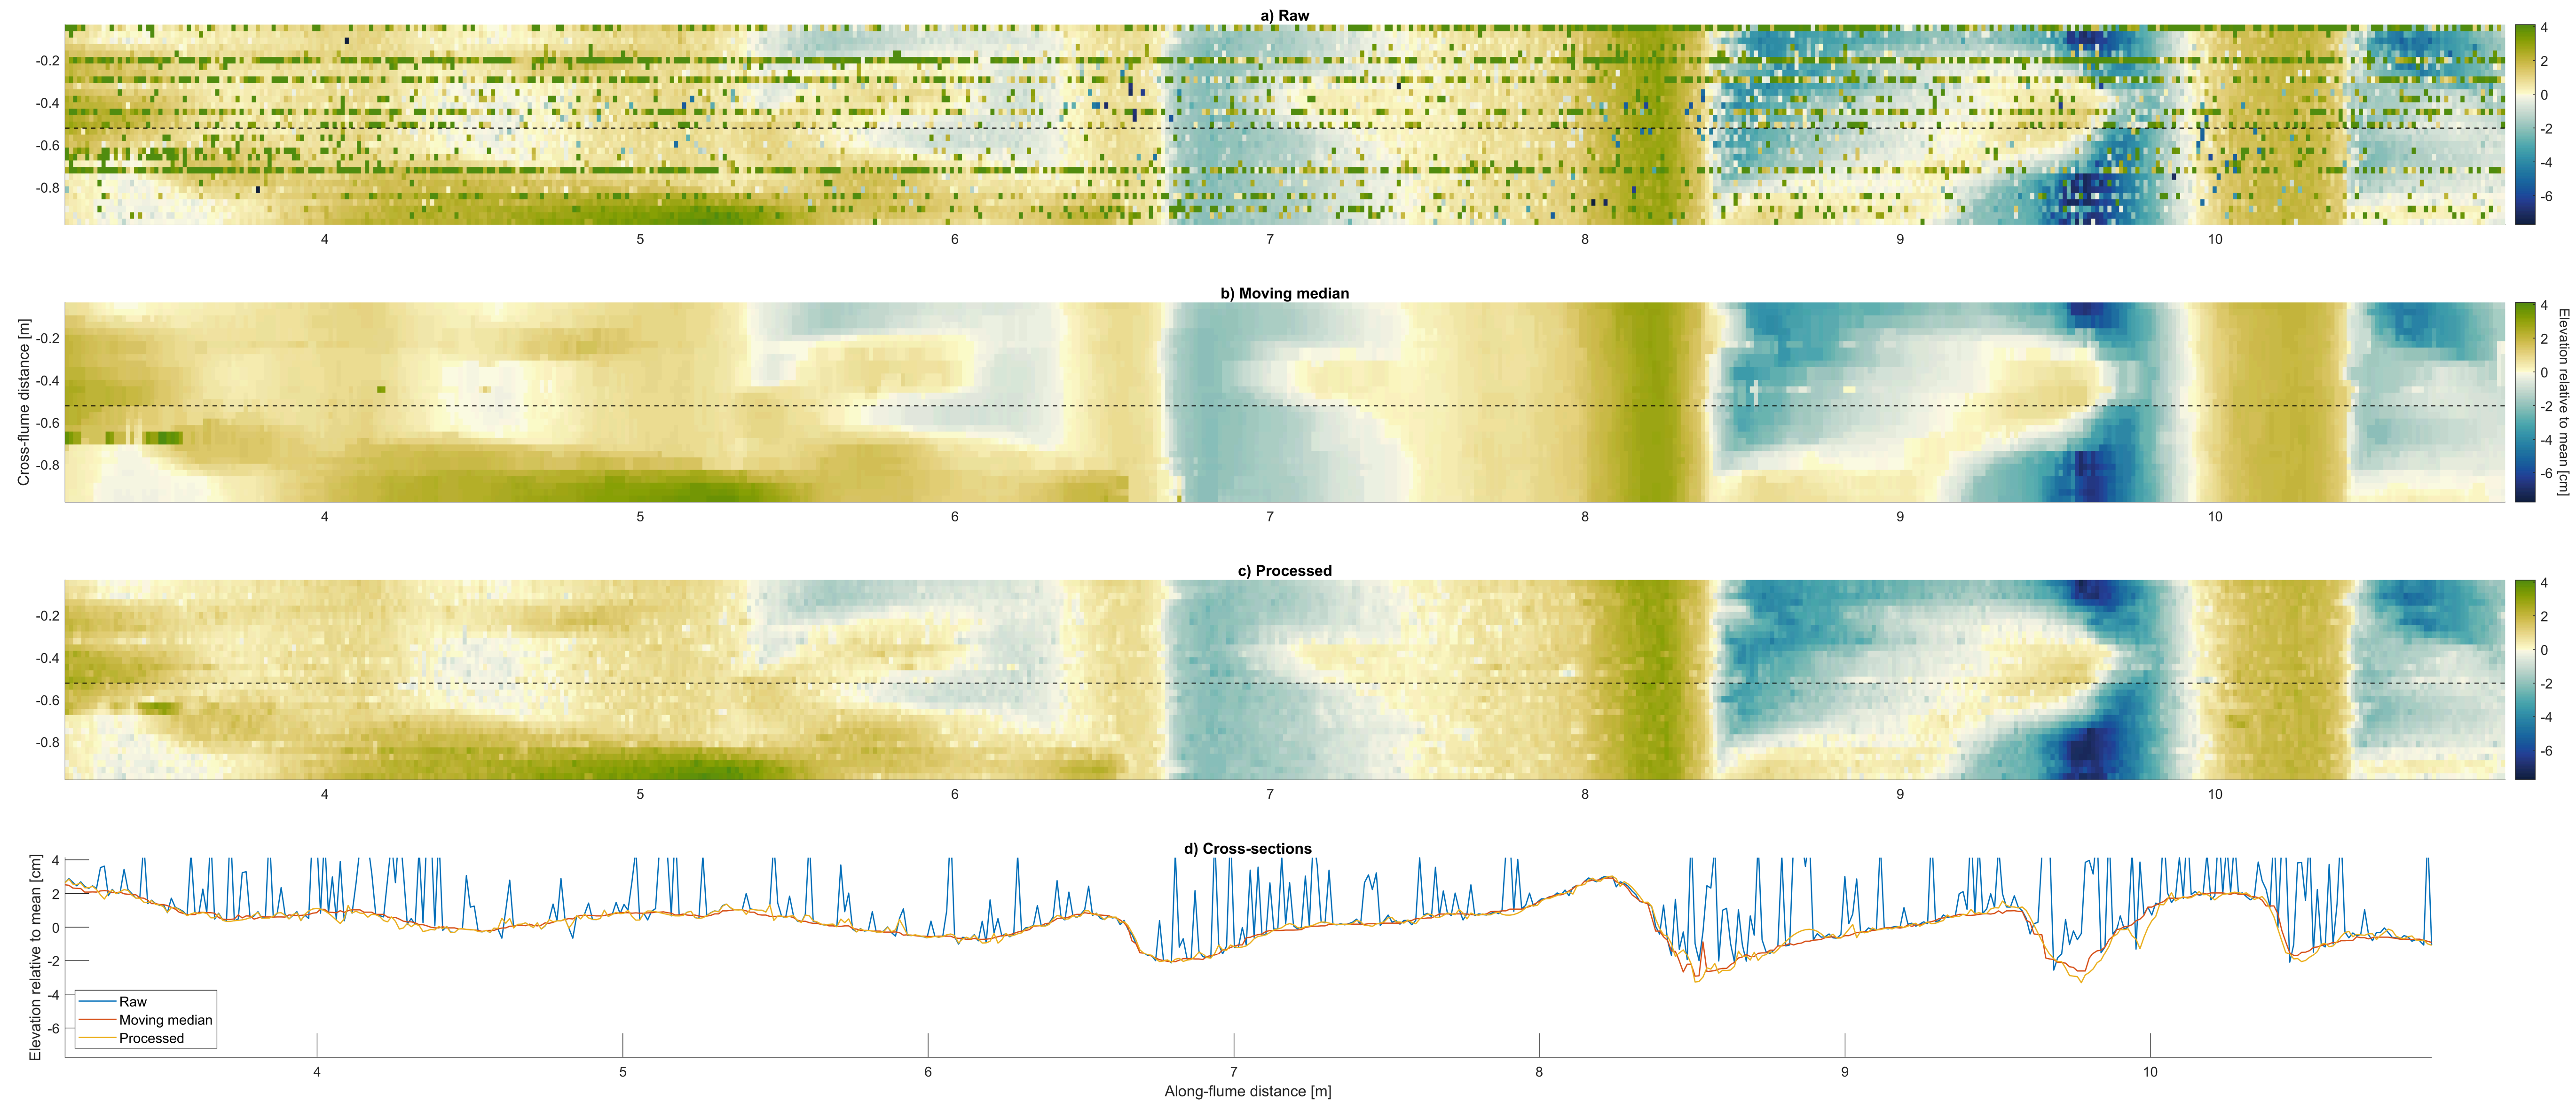 a) Raw
-0.2
-0.4
-0.6
-0.8
4 5 6 7 8 9 10
4
2
0
-2
-4
-6
b) Moving median
Cross-flume distance [m]
-0.2
-0.4
-0.6
-0.8
4 5 6 7 8 9 10
4
2
0
-2
-4
-6
Elevation relative to mean [cm]
c) Processed
-0.2
-0.4
-0.6
-0.8
4 5 6 7 8 9 10
4
2
0
-2
-4
-6
d) Cross-sections
Elevation relative to mean [cm]
4
2
0
-2
-4
-6
Raw
Moving median
Processed
4 5 6 7 8 9 10
Along-flume distance [m]